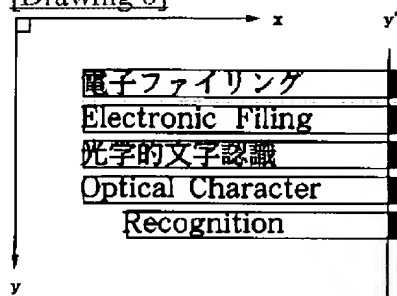 [Drawing 6]
x
y'
電子ファイリング
Electronic Filing
光学的文字認識
Optical Character
Recognition
y